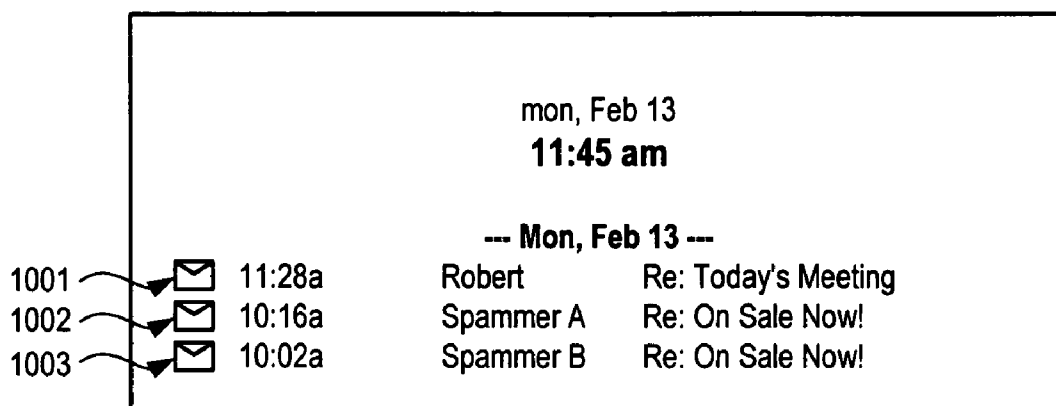 mon, Feb 13
11:45 am
--- Mon, Feb 13 ---
1001 11:28a Robert Re: Today's Meeting
1002 10:16a Spammer A Re: On Sale Now!
1003 10:02a Spammer B Re: On Sale Now!